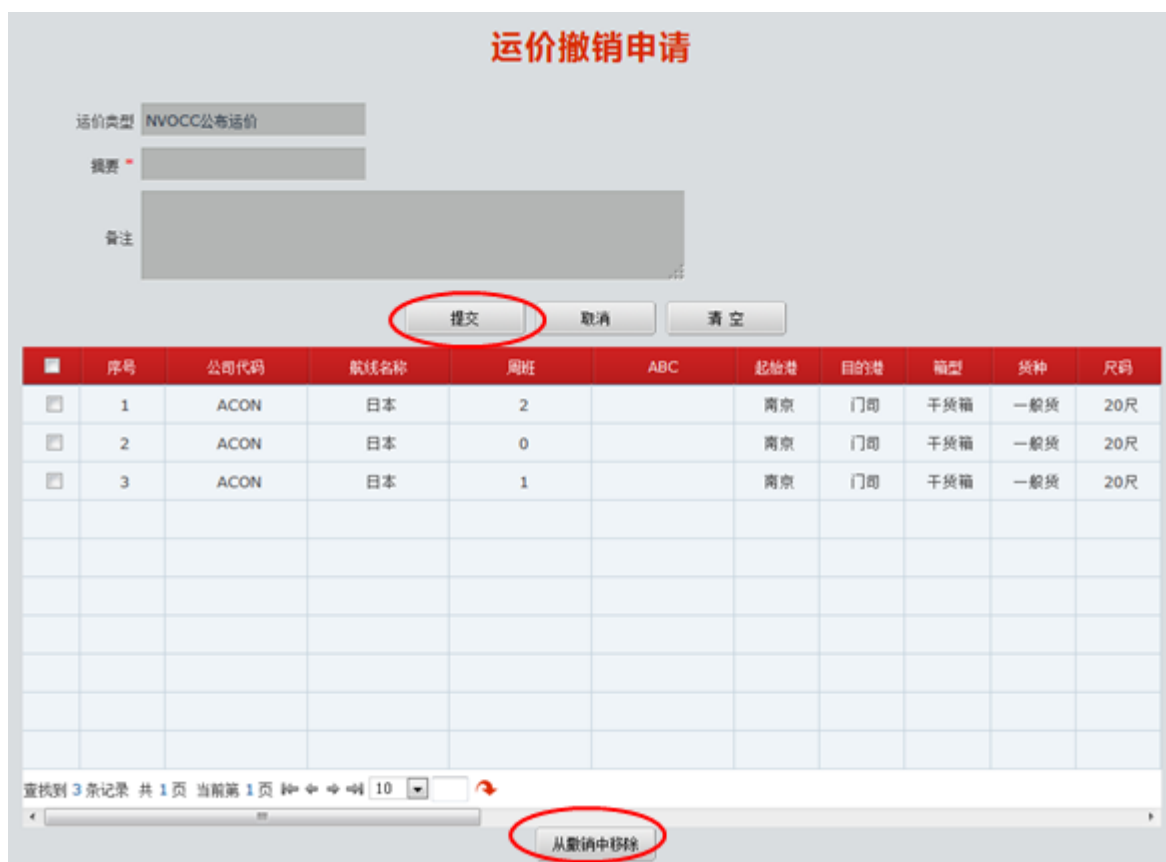 运价撤销申请
运价类型 NVOCC公布运价
摘要 *
备注
提交 取消 清 空
序号 公司代码 航线名称 周班 ABC 起始港 目的港 箱型 货种 尺码
1 ACON 日本 2 南京 门司 干货箱 一般货 20尺
2 ACON 日本 0 南京 门司 干货箱 一般货 20尺
3 ACON 日本 1 南京 门司 干货箱 一般货 20尺
查找到 3 条记录 共 1 页 当前第 1 页 10
从撤销中移除